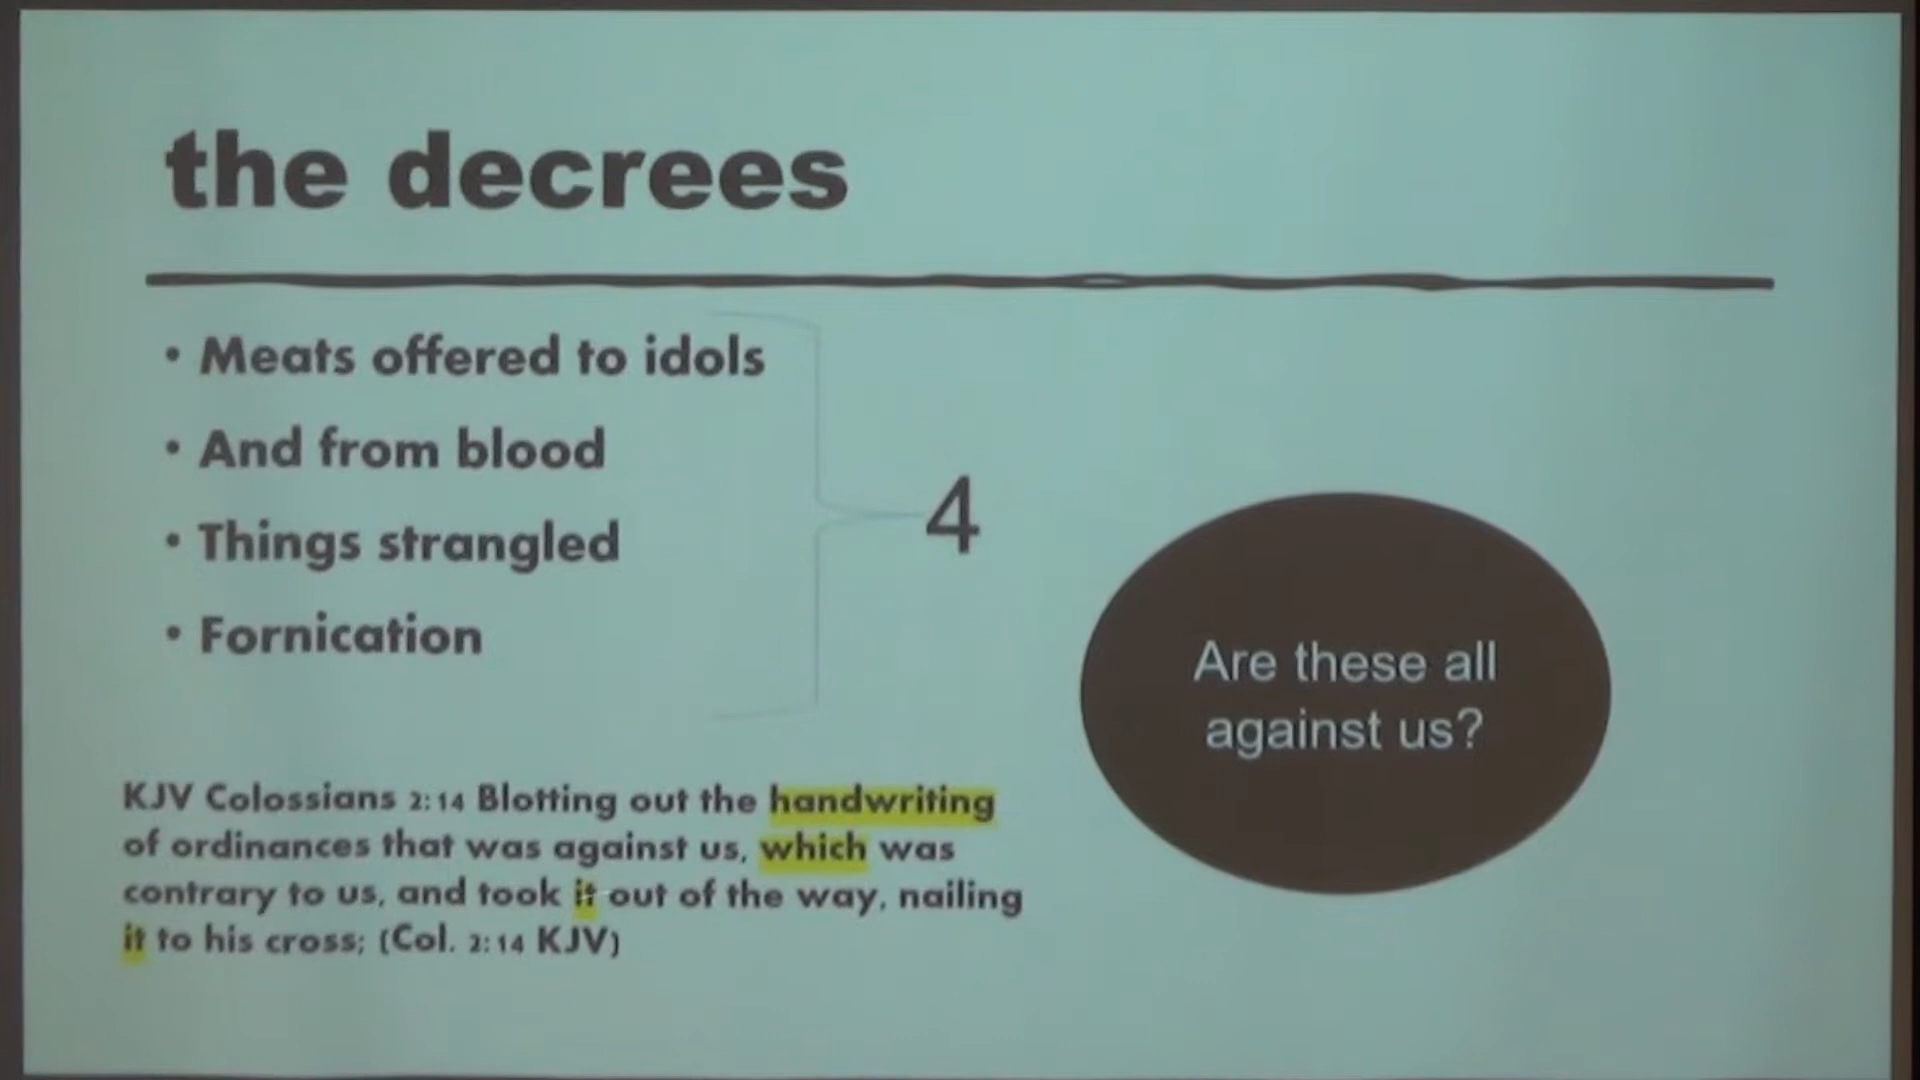 the decrees
• Meats offered to idols
• And from blood
• Things strangled
• Fornication
4
Are these all
against us?
KJV Colossians 2:14 Blotting out the handwriting
of ordinances that was against us, which was
contrary to us, and took it out of the way, nailing
it to his cross; (Col. 2:14 KJV)